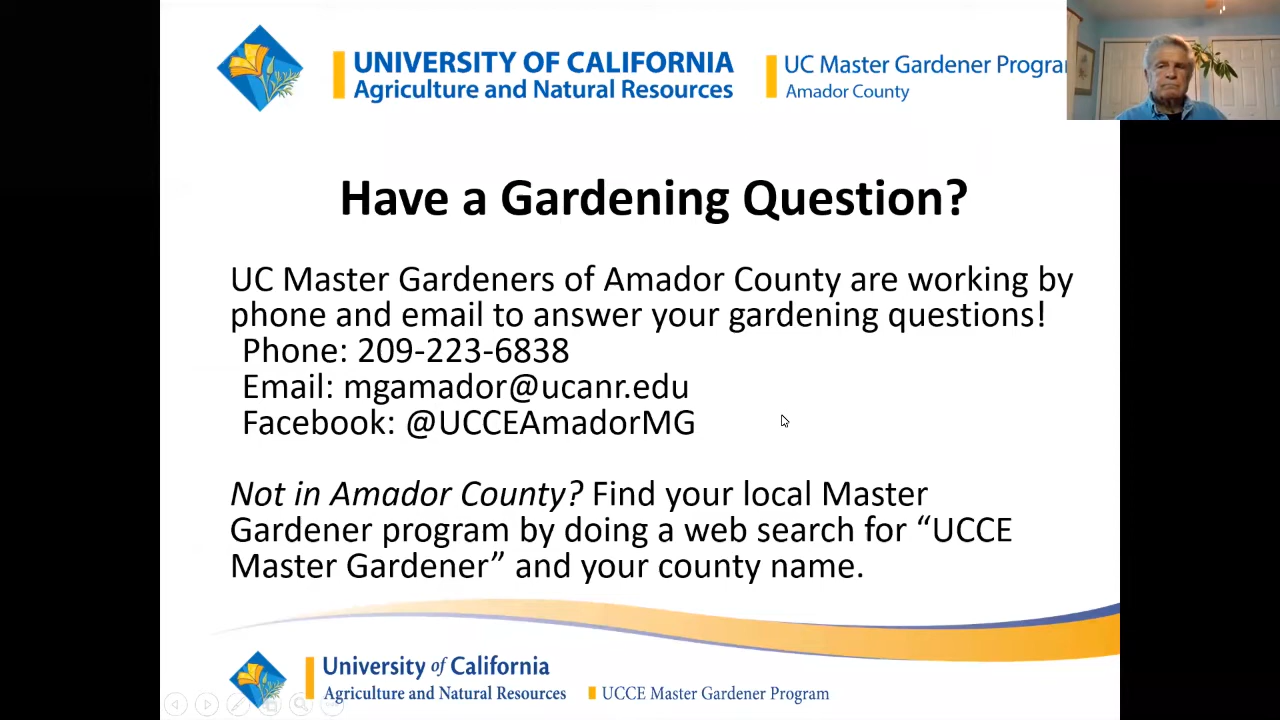 UNIVERSITY OF CALIFORNIA
Agriculture and Natural Resources
UC Master Gardener Progra
Amador County
Have a Gardening Question?
UC Master Gardeners of Amador County are working by
phone and email to answer your gardening questions!
Phone: 209-223-6838
Email: mgamador@ucanr.edu
Facebook: @UCCEAmadorMG
Not in Amador County? Find your local Master
Gardener program by doing a web search for “UCCE
Master Gardener” and your county name.
University of California
Agriculture and Natural Resources
UCCE Master Gardener Program